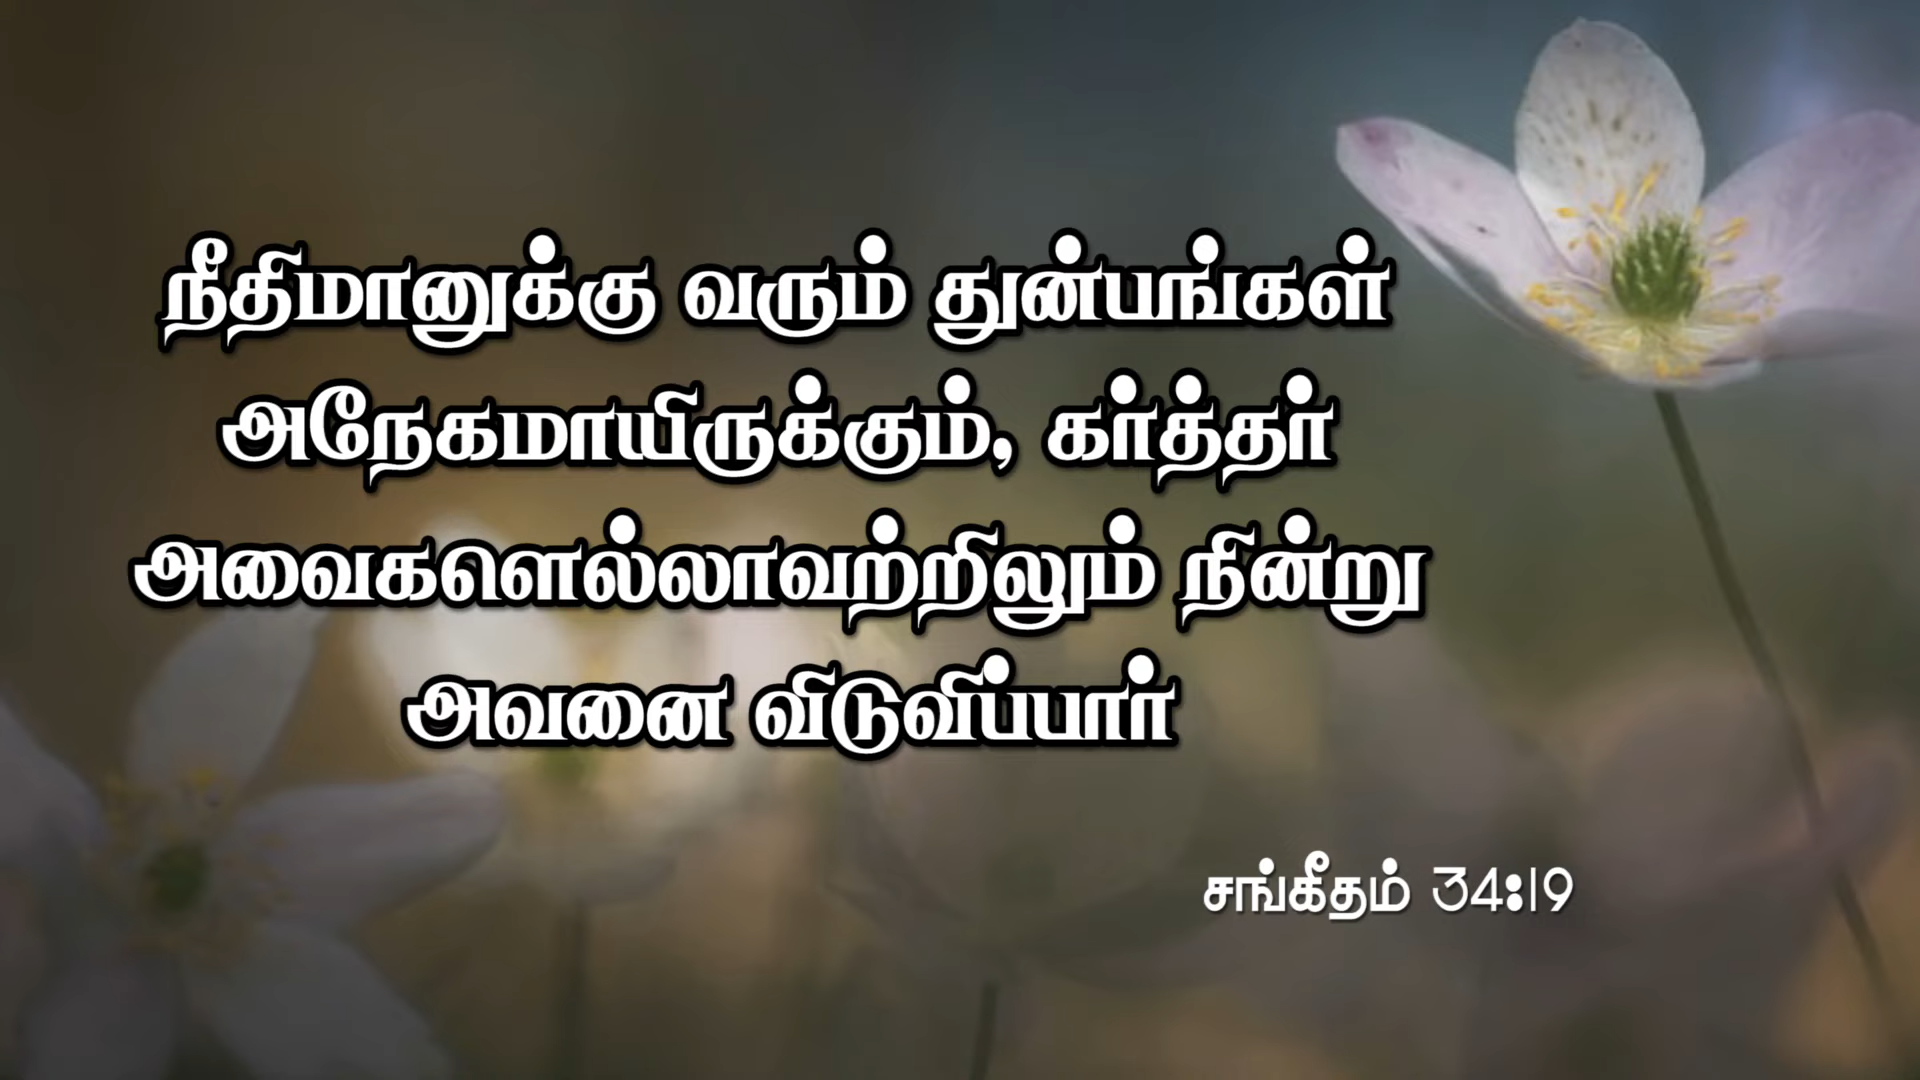 நீதிமானுக்கு வரும் துன்பங்கள்
அநேகமாயிருக்கும், கர்த்தர்
அவைகளெல்லாவற்றிலும் நின்று
அவனை விடுவிப்பார்
சங்கீதம் 34:19